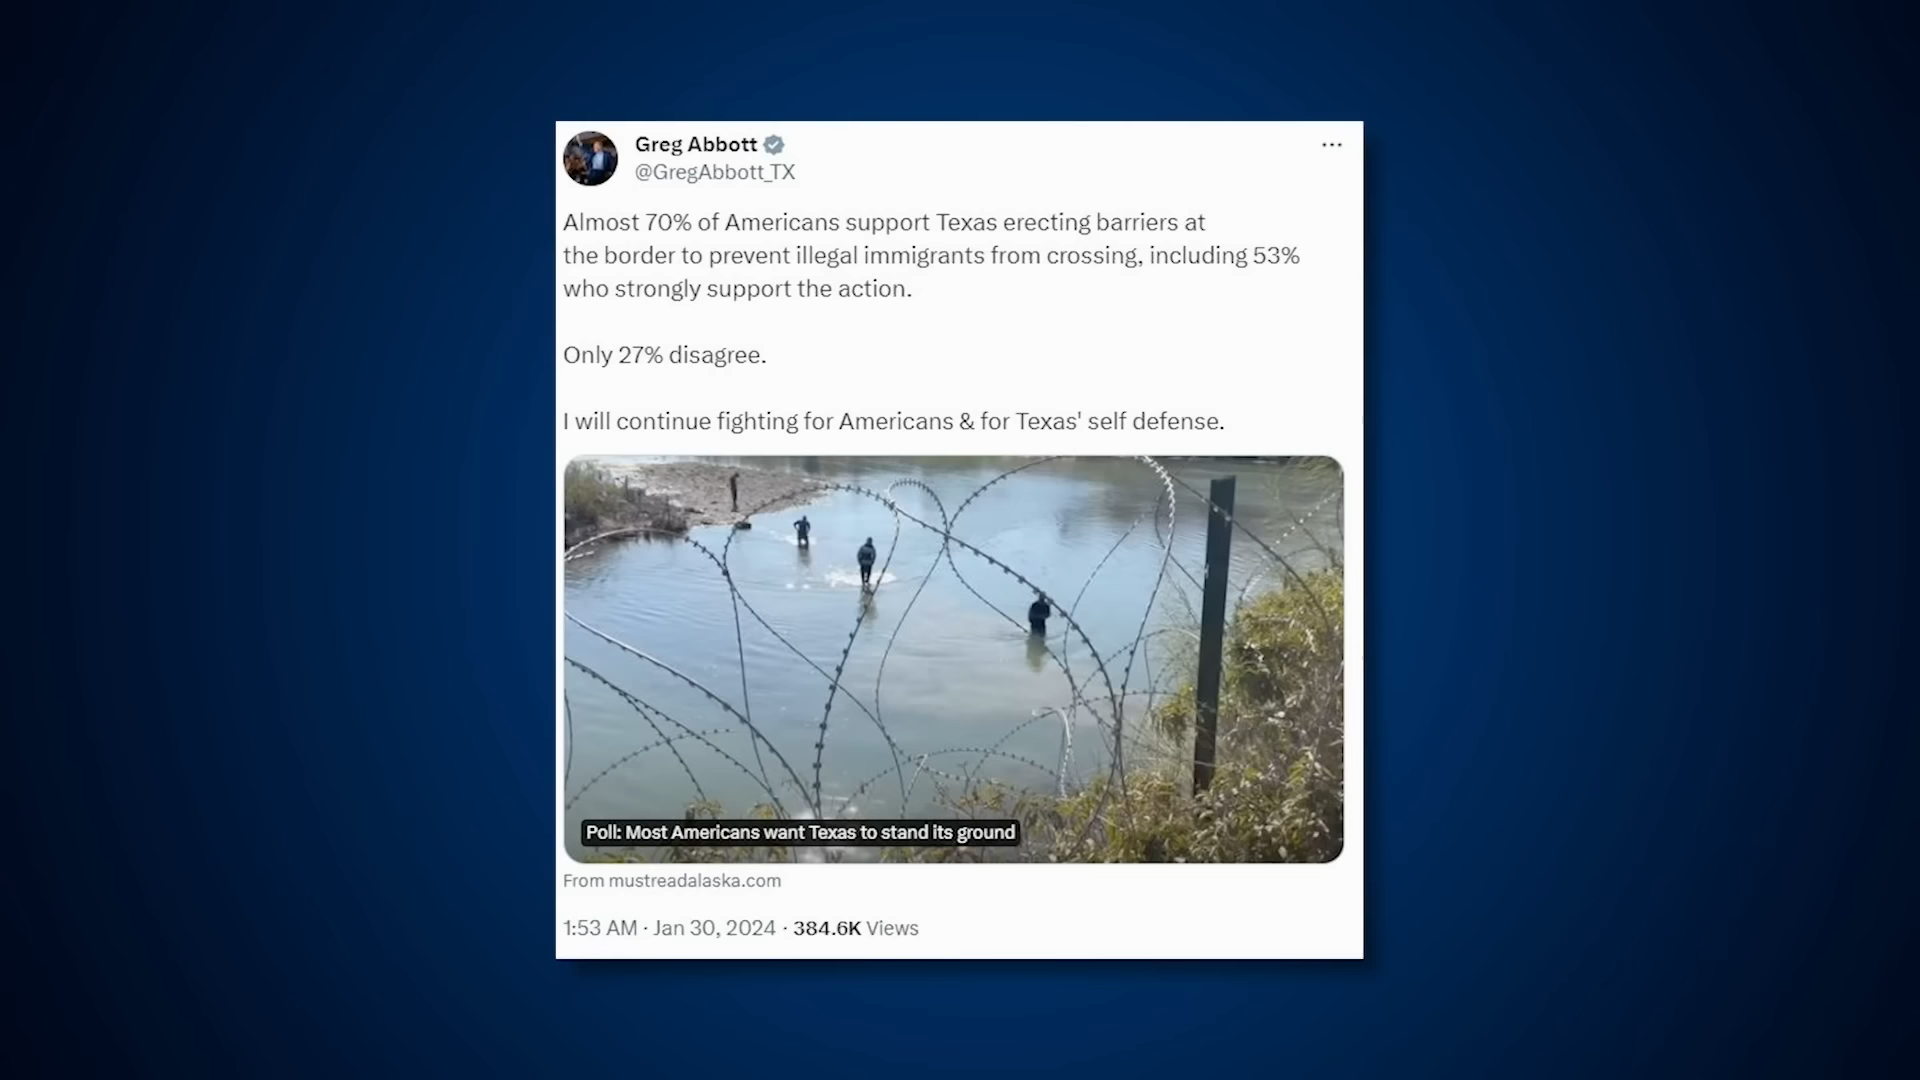 Greg Abbott
@GregAbbott_TX
Almost 70% of Americans support Texas erecting barriers at
the border to prevent illegal immigrants from crossing, including 53%
who strongly support the action.
Only 27% disagree.
I will continue fighting for Americans & for Texas' self defense.
Poll: Most Americans want Texas to stand its ground
From mustreadalaska.com
1:53 AM · Jan 30, 2024 · 384.6K Views